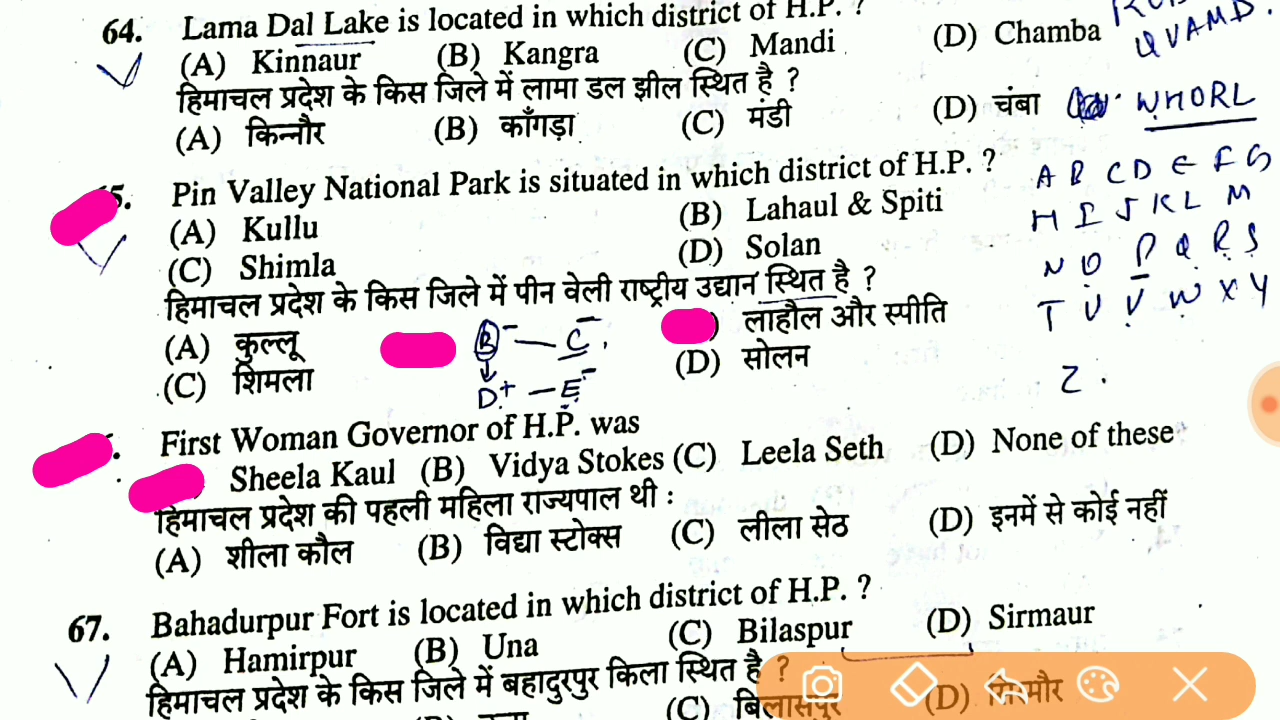 64. Lama Dal Lake is located in which district of H.P. ?
(A) Kinnaur (B) Kangra (C) Mandi (D) Chamba
QVAMD.
हिमाचल प्रदेश के किस जिले में लामा डल झील स्थित है ?
(A) किन्नौर (B) काँगड़ा (C) मंडी (D) चंबा
WHORL
5. Pin Valley National Park is situated in which district of H.P. ?
(A) Kullu (B) Lahaul & Spiti
(C) Shimla (D) Solan
हिमाचल प्रदेश के किस जिले में पीन वेली राष्ट्रीय उद्यान स्थित है ?
(A) कुल्लू ) लाहौल और स्पीति
(C) शिमला (D) सोलन
A B C D E F G
H I J K L M
N O P Q R S
T U V W X Y
Z .
B⁻ — C⁻
D⁺ — E⁻
. First Woman Governor of H.P. was
Sheela Kaul (B) Vidya Stokes (C) Leela Seth (D) None of these
हिमाचल प्रदेश की पहली महिला राज्यपाल थी :
(A) शीला कौल (B) विद्या स्टोक्स (C) लीला सेठ (D) इनमें से कोई नहीं
67. Bahadurpur Fort is located in which district of H.P. ?
(A) Hamirpur (B) Una (C) Bilaspur (D) Sirmaur
हिमाचल प्रदेश के किस जिले में बहादुरपुर किला स्थित है ?
(C) बिलासपुर (D) सिरमौर